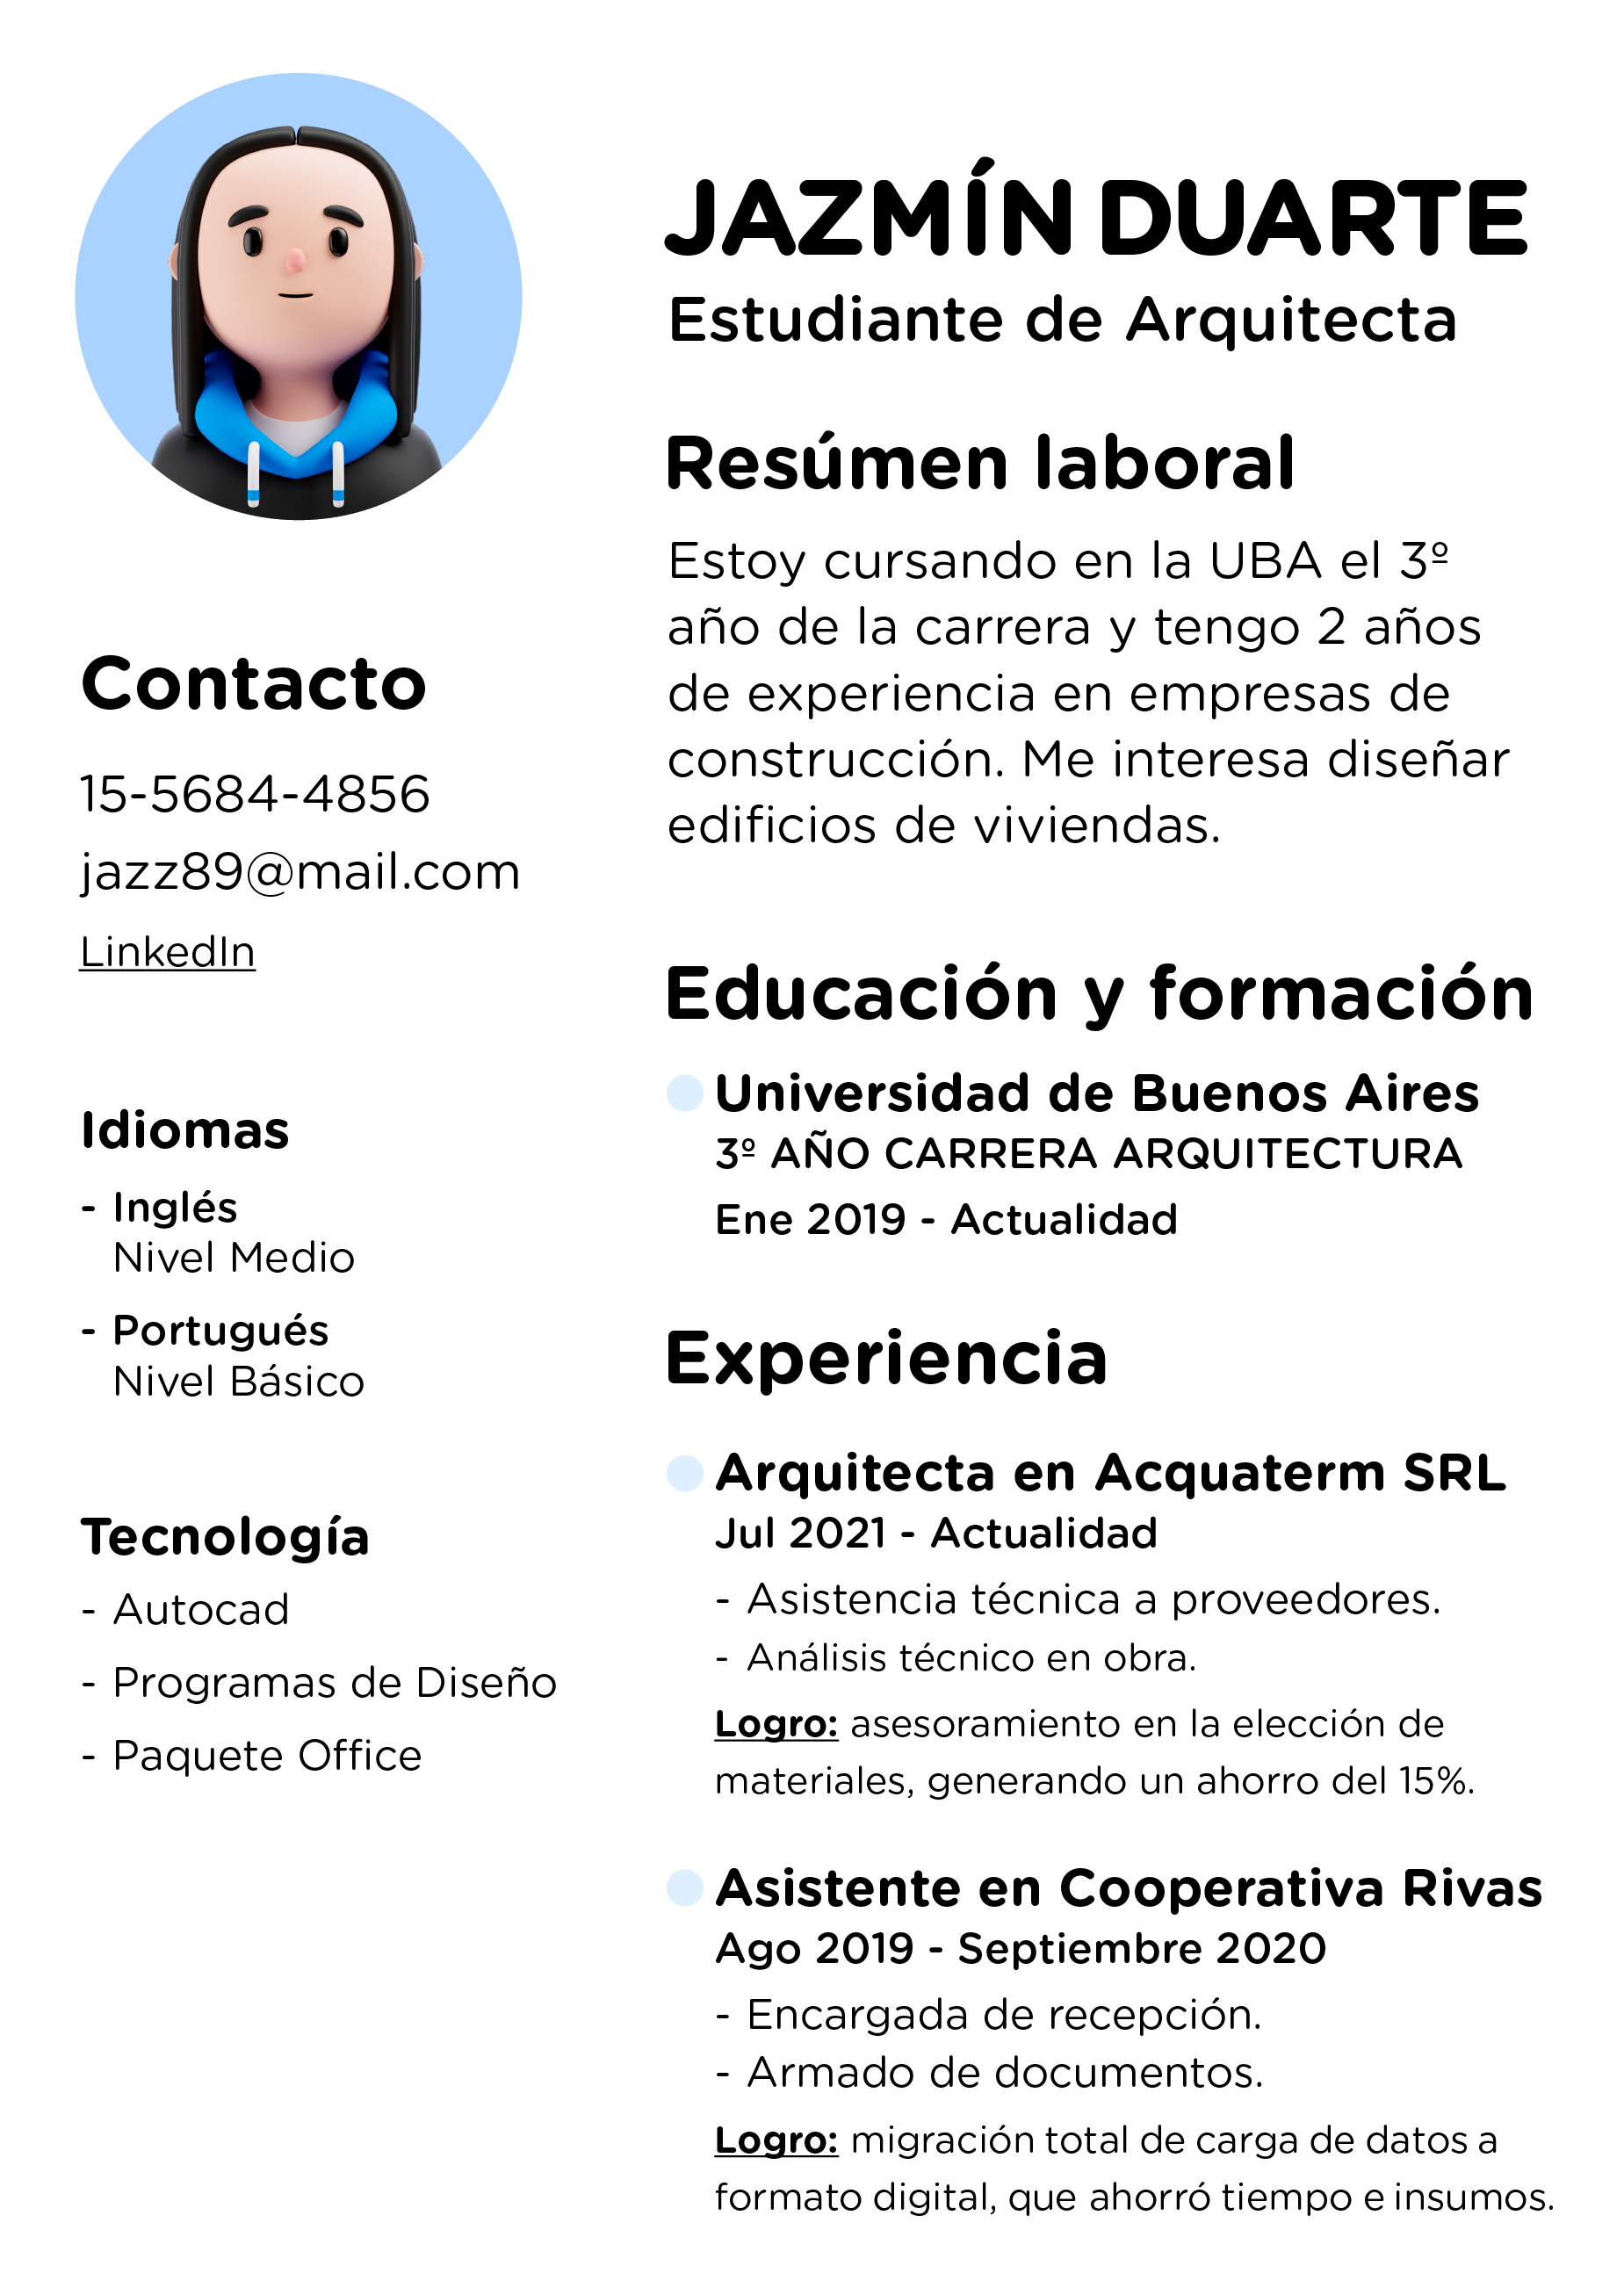 JAZMÍN DUARTE
Estudiante de Arquitecta
Resúmen laboral
Estoy cursando en la UBA el 3º
año de la carrera y tengo 2 años
de experiencia en empresas de
construcción. Me interesa diseñar
edificios de viviendas.
Contacto
15-5684-4856
jazz89@mail.com
LinkedIn
Idiomas
- Inglés
Nivel Medio
- Portugués
Nivel Básico
Tecnología
- Autocad
- Programas de Diseño
- Paquete Office
Educación y formación
Universidad de Buenos Aires
3º AÑO CARRERA ARQUITECTURA
Ene 2019 - Actualidad
Experiencia
Arquitecta en Acquaterm SRL
Jul 2021 - Actualidad
- Asistencia técnica a proveedores.
- Análisis técnico en obra.
Logro: asesoramiento en la elección de
materiales, generando un ahorro del 15%.
Asistente en Cooperativa Rivas
Ago 2019 - Septiembre 2020
- Encargada de recepción.
- Armado de documentos.
Logro: migración total de carga de datos a
formato digital, que ahorró tiempo e insumos.